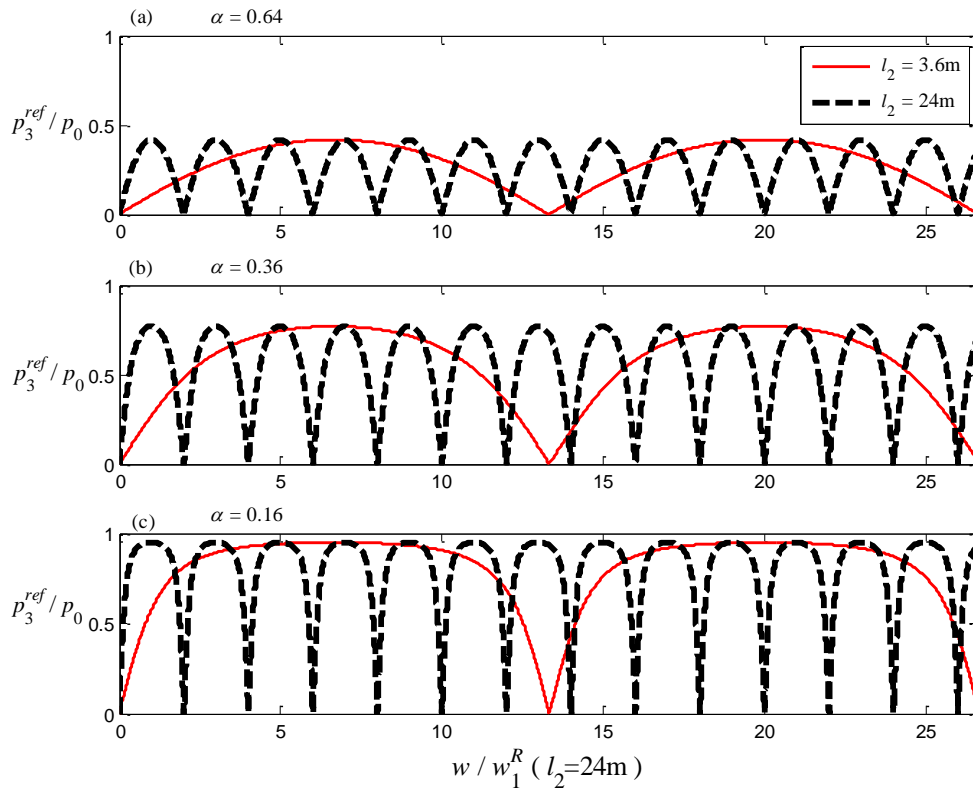 (a) α = 0.64
1
0.5
0
p₃ʳᵉᶠ / p₀
l₂ = 3.6m
l₂ = 24m
0 5 10 15 20 25
(b) α = 0.36
1
0.5
0
p₃ʳᵉᶠ / p₀
0 5 10 15 20 25
(c) α = 0.16
1
0.5
0
p₃ʳᵉᶠ / p₀
0 5 10 15 20 25
w / w₁ᴿ ( l₂=24m )